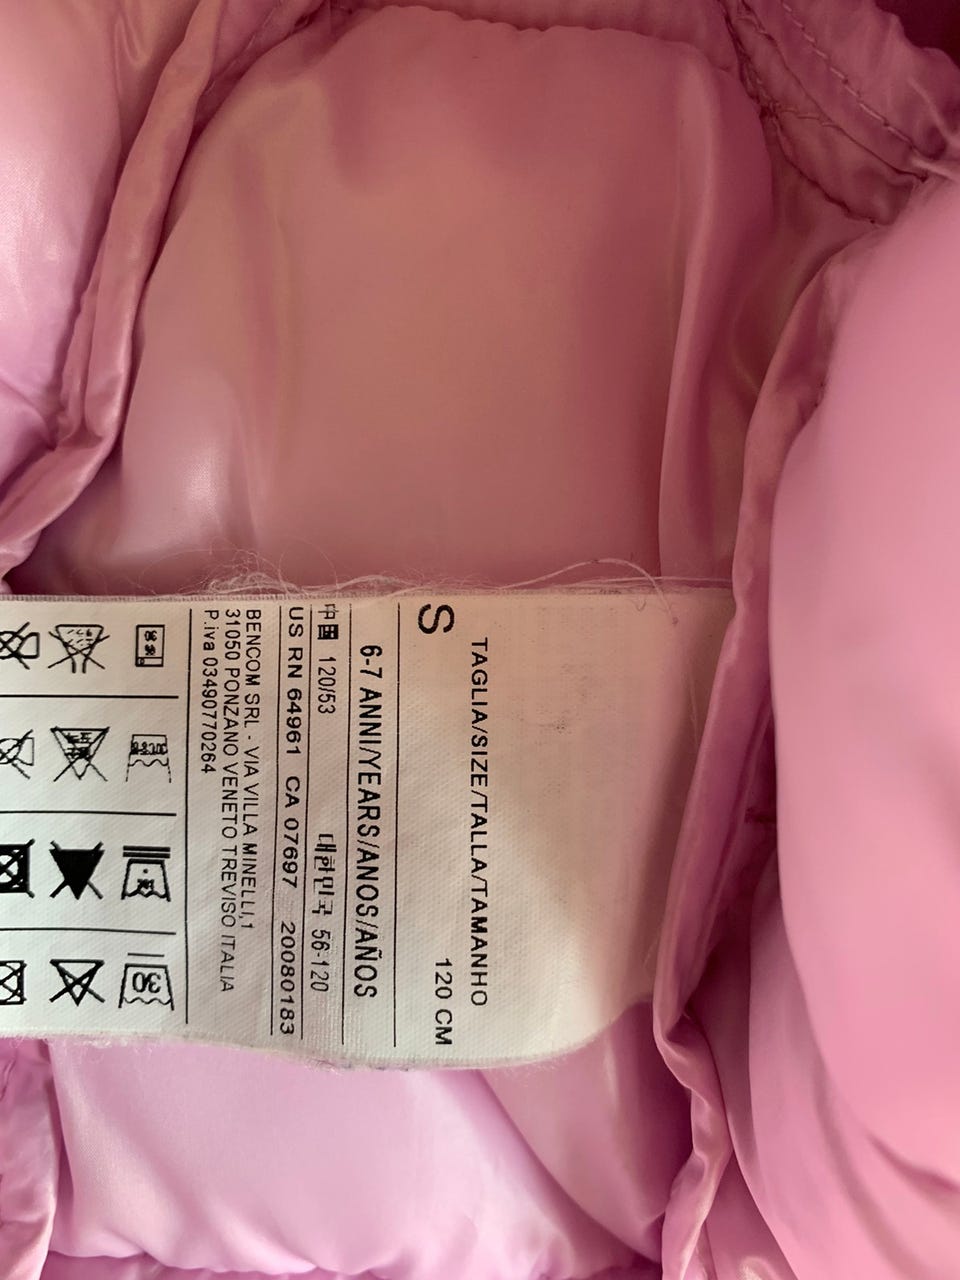 TAGLIA/SIZE/TALLA/TAMANHO
S 120 CM
6-7 ANNI/YEARS/ANOS/AÑOS
中国 120/53 대한민국 56-120
US RN 64961 CA 07697 20080183
BENCOM SRL - VIA VILLA MINELLI,1
31050 PONZANO VENETO TREVISO ITALIA
P.iva 03490770264
30